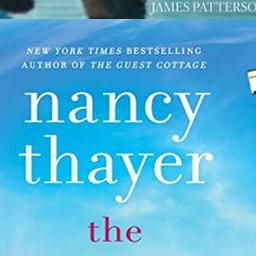 JAMES PATTERSO
NEW YORK TIMES BESTSELLING
AUTHOR OF THE GUEST COTTAGE
nancy
thayer
the